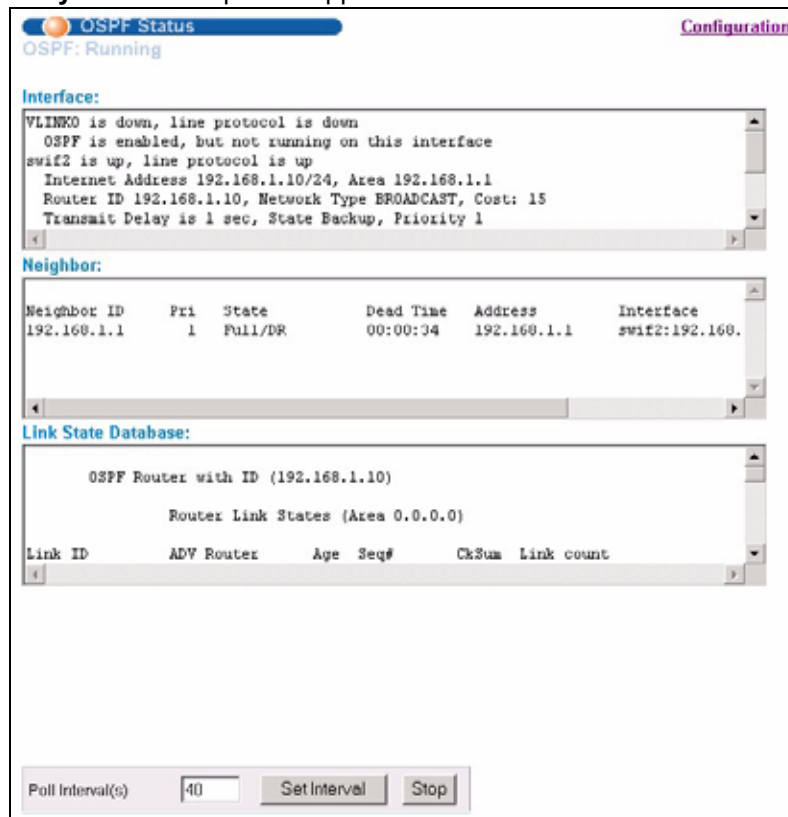 OSPF Status
Configuration
OSPF: Running
Interface:
VLINK0 is down, line protocol is down
OSPF is enabled, but not running on this interface
swif2 is up, line protocol is up
Internet Address 192.168.1.10/24, Area 192.168.1.1
Router ID 192.168.1.10, Network Type BROADCAST, Cost: 15
Transmit Delay is 1 sec, State Backup, Priority 1
Neighbor:
Neighbor ID Pri State Dead Time Address Interface
192.168.1.1 1 Full/DR 00:00:34 192.168.1.1 swif2:192.168.
Link State Database:
OSPF Router with ID (192.168.1.10)
Router Link States (Area 0.0.0.0)
Link ID ADV Router Age Seq# CkSum Link count
Poll Interval(s) 40 Set Interval Stop